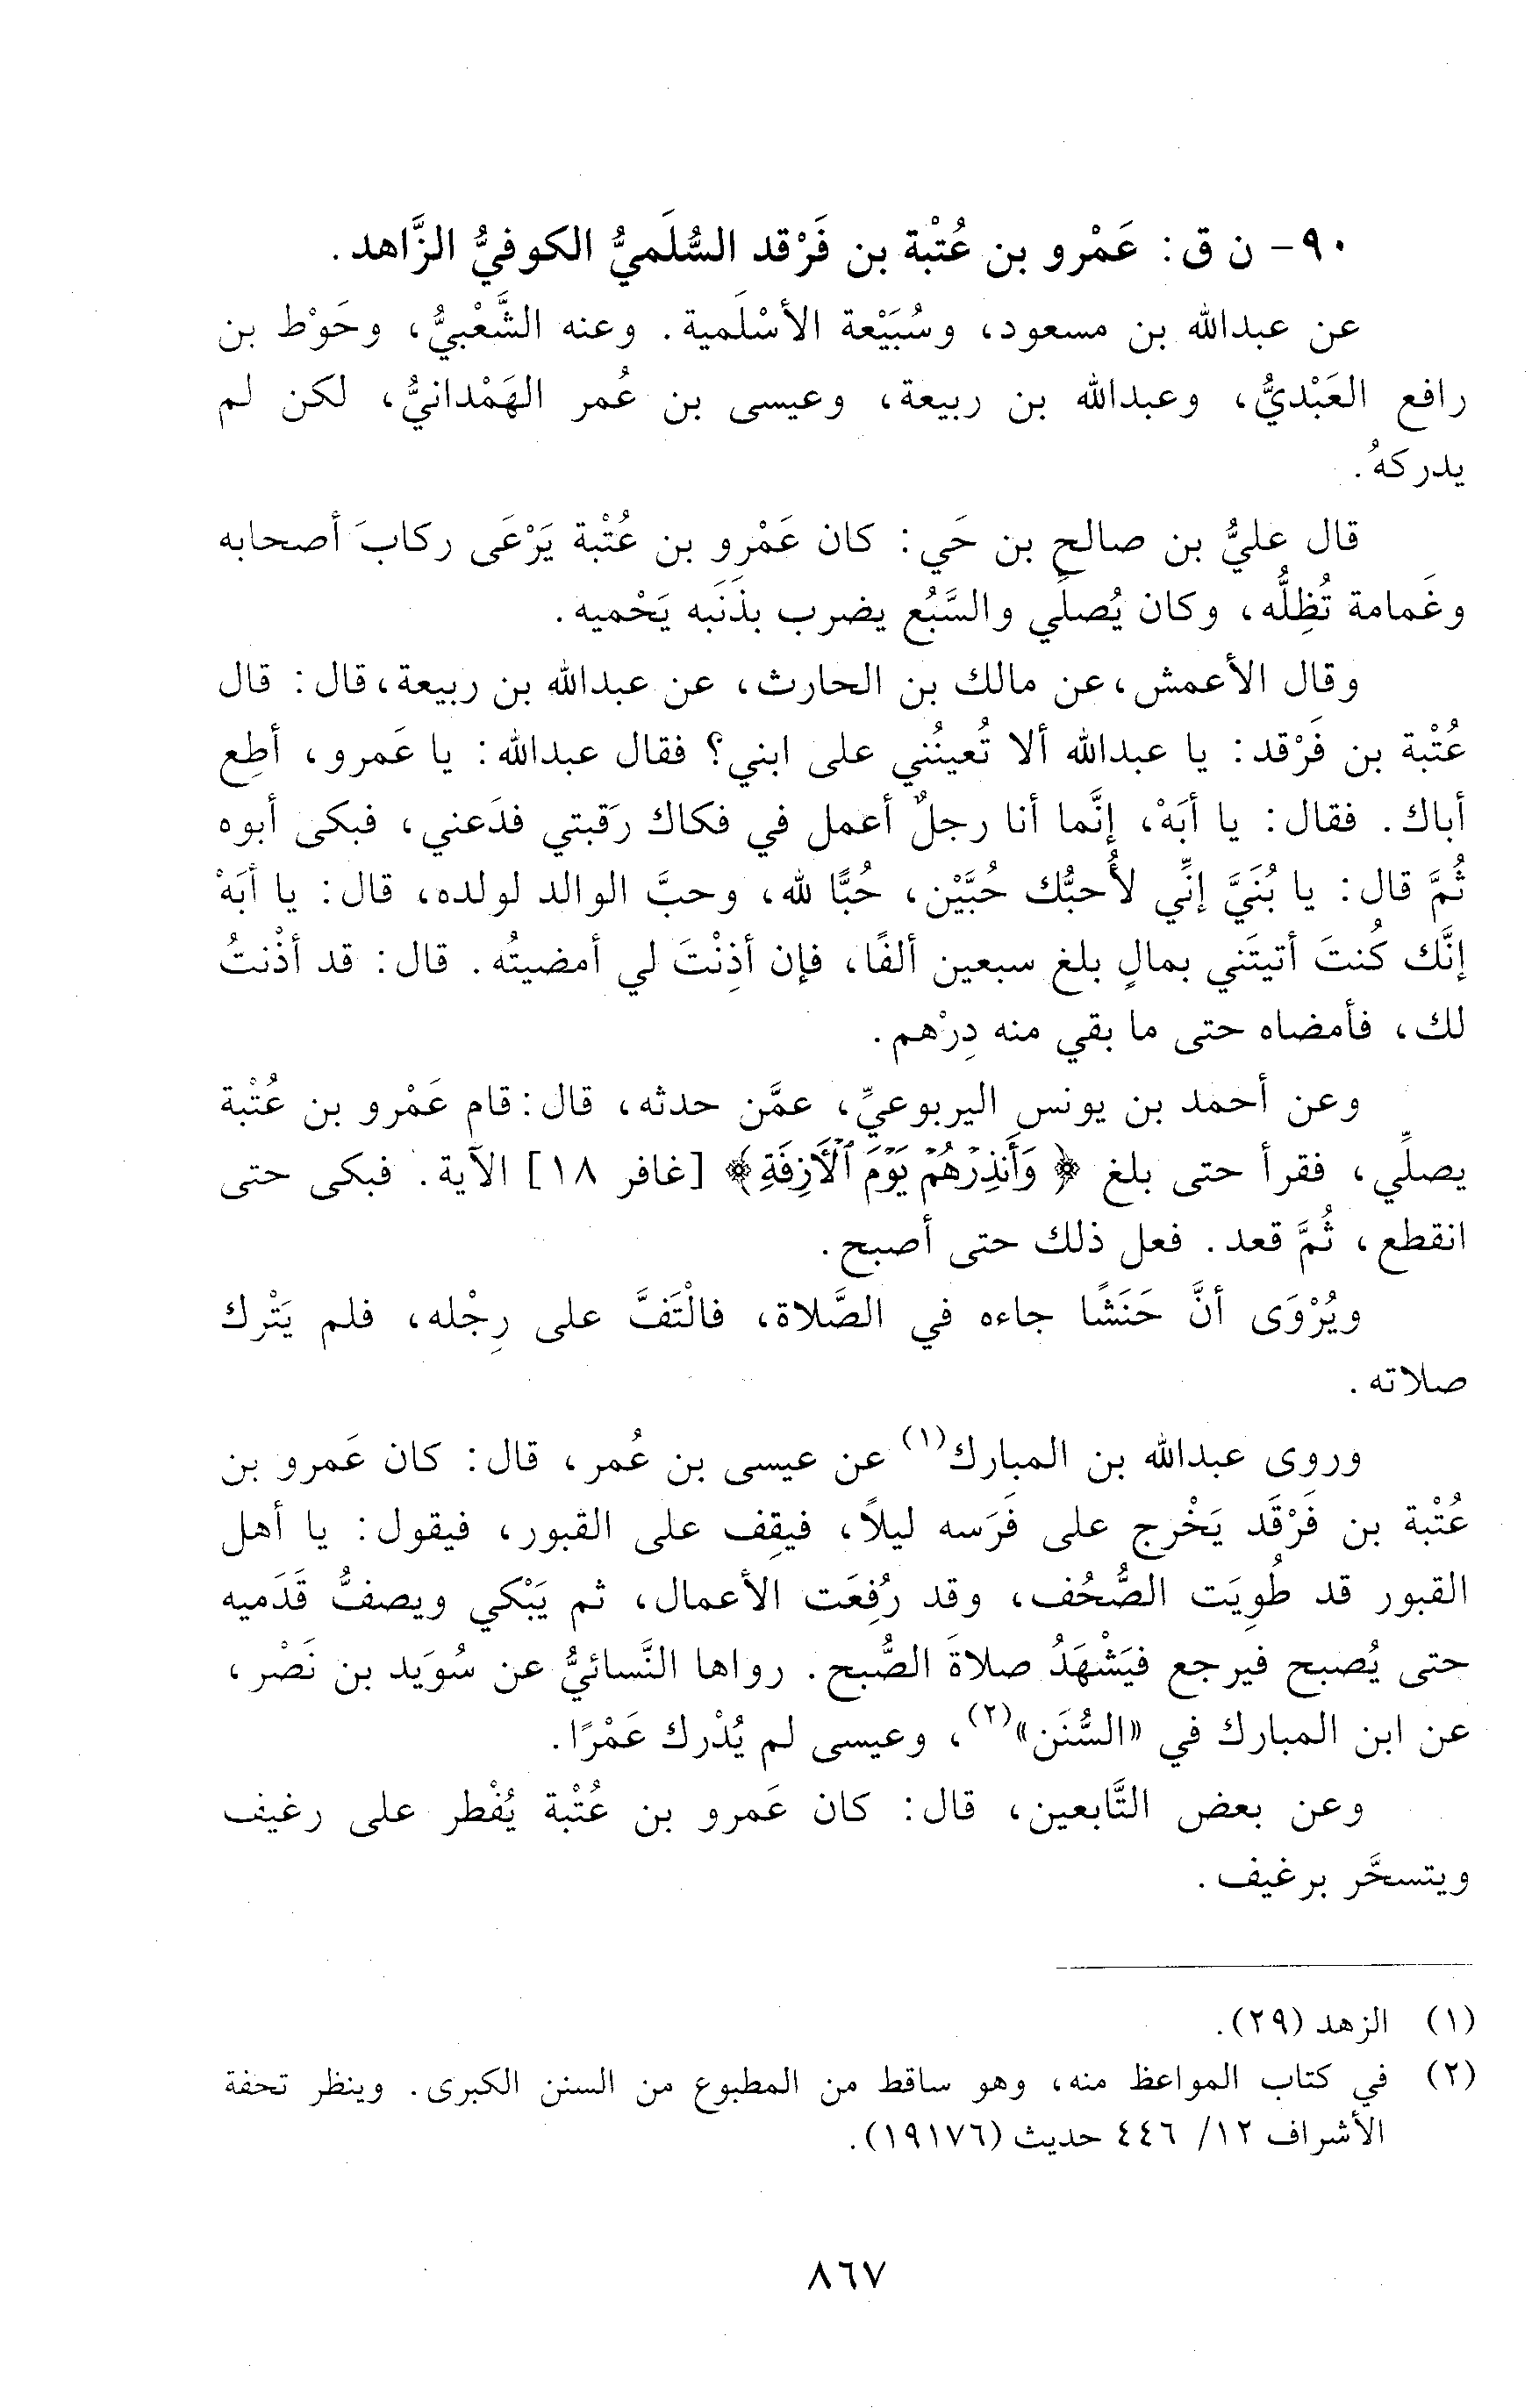 ٩٠- ن ق: عَمْرو بن عُتْبة بن فَرْقد السُّلَميُّ الكوفيُّ الزَّاهد.
عن عبدالله بن مسعود، وسُبَيْعة الأسْلَمية. وعنه الشَّعْبيُّ، وحَوْط بن
رافع العَبْديُّ، وعبدالله بن ربيعة، وعيسى بن عُمر الهَمْدانيُّ، لكن لم
يدركهُ.
قال عليُّ بن صالح بن حَي: كان عَمْرو بن عُتْبة يَرْعَى ركابَ أصحابه
وغَمامة تُظِلُّه، وكان يُصلِّي والسَّبُع يضرب بذَنَبه يَحْميه.
وقال الأعمش، عن مالك بن الحارث، عن عبدالله بن ربيعة، قال: قال
عُتْبة بن فَرْقد: يا عبدالله ألا تُعينُني على ابني؟ فقال عبدالله: يا عَمرو، أطِع
أباك. فقال: يا أبَهْ، إنَّما أنا رجلٌ أعمل في فكاك رَقبتي فدَعني، فبكى أبوه
ثُمَّ قال: يا بُنَيَّ إنِّي لأُحبُّك حُبَّيْن، حُبًّا لله، وحبَّ الوالد لولده، قال: يا أبَهْ
إنَّك كُنتَ أتيتَني بمالٍ بلغ سبعين ألفًا، فإن أذِنْتَ لي أمضيتُه. قال: قد أذْنتُ
لك، فأمضاه حتى ما بقي منه دِرْهم.
وعن أحمد بن يونس اليربوعيِّ، عمَّن حدثه، قال: قام عَمْرو بن عُتْبة
يصلِّي، فقرأ حتى بلغ ﴿وَأَنذِرْهُمْ يَوْمَ ٱلْأَزِفَةِ﴾ [غافر ١٨] الآية. فبكى حتى
انقطع، ثُمَّ قعد. فعل ذلك حتى أصبح.
ويُرْوَى أنَّ حَنَشًا جاءه في الصَّلاة، فالْتَفَّ على رِجْله، فلم يَتْرك
صلاته.
وروى عبدالله بن المبارك(١) عن عيسى بن عُمر، قال: كان عَمرو بن
عُتْبة بن فَرْقَد يَخْرج على فَرَسه ليلاً، فيقِف على القبور، فيقول: يا أهل
القبور قد طُوِيَت الصُّحُف، وقد رُفِعَت الأعمال، ثم يَبْكي ويصفُّ قَدَميه
حتى يُصبح فيرجع فيَشْهَدُ صلاةَ الصُّبح. رواها النَّسائيُّ عن سُوَيد بن نَصْر،
عن ابن المبارك في «السُّنَن»(٢)، وعيسى لم يُدْرك عَمْرًا.
وعن بعض التَّابعين، قال: كان عَمرو بن عُتْبة يُفْطر على رغيف
ويتسحَّر برغيف.
(١) الزهد (٢٩).
(٢) في كتاب المواعظ منه، وهو ساقط من المطبوع من السنن الكبرى. وينظر تحفة
الأشراف ١٢/ ٤٤٦ حديث (١٩١٧٦).
٨٦٧